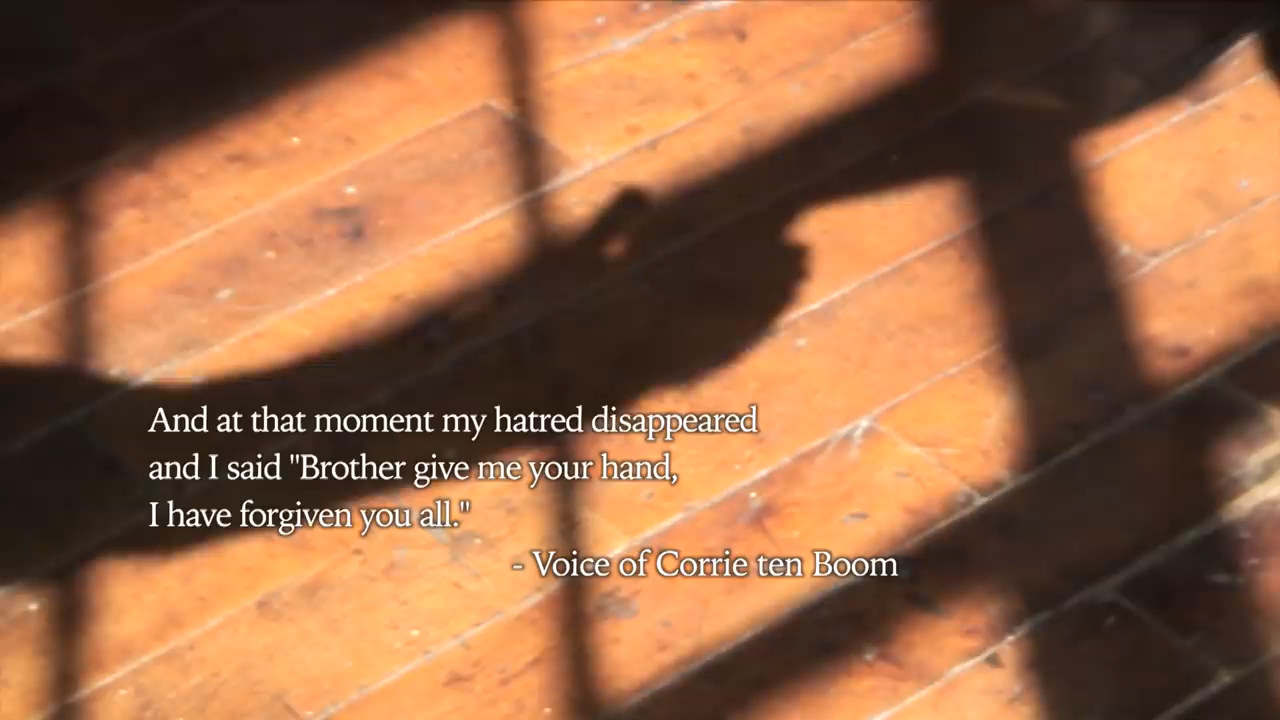 And at that moment my hatred disappeared
and I said "Brother give me your hand,
I have forgiven you all."
- Voice of Corrie ten Boom